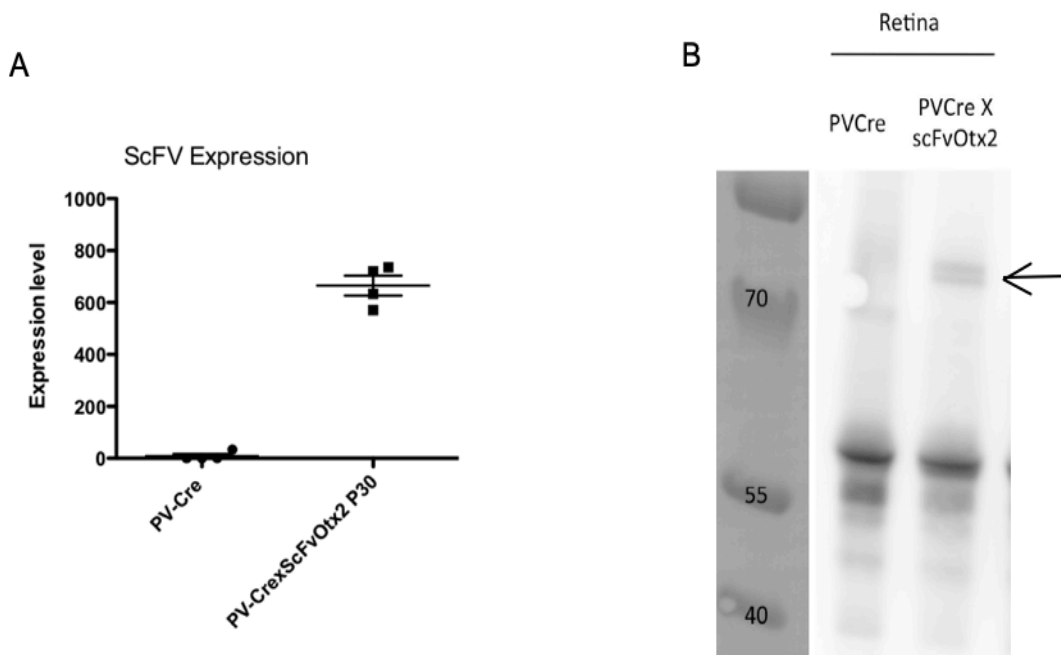 A
ScFV Expression
1000
800
600
400
200
0
Expression level
PV-Cre
PV-CrexScFvOtx2 P30
B
Retina
PVCre
PVCre X
scFvOtx2
70
55
40